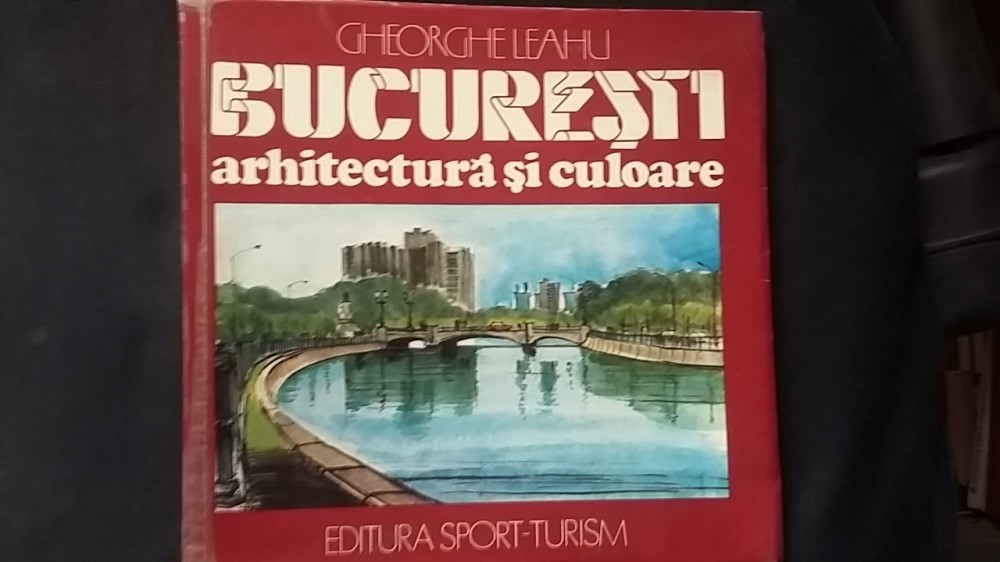 GHEORGHE LEAHU
BUCUREȘTI
arhitectură și culoare
EDITURA SPORT-TURISM